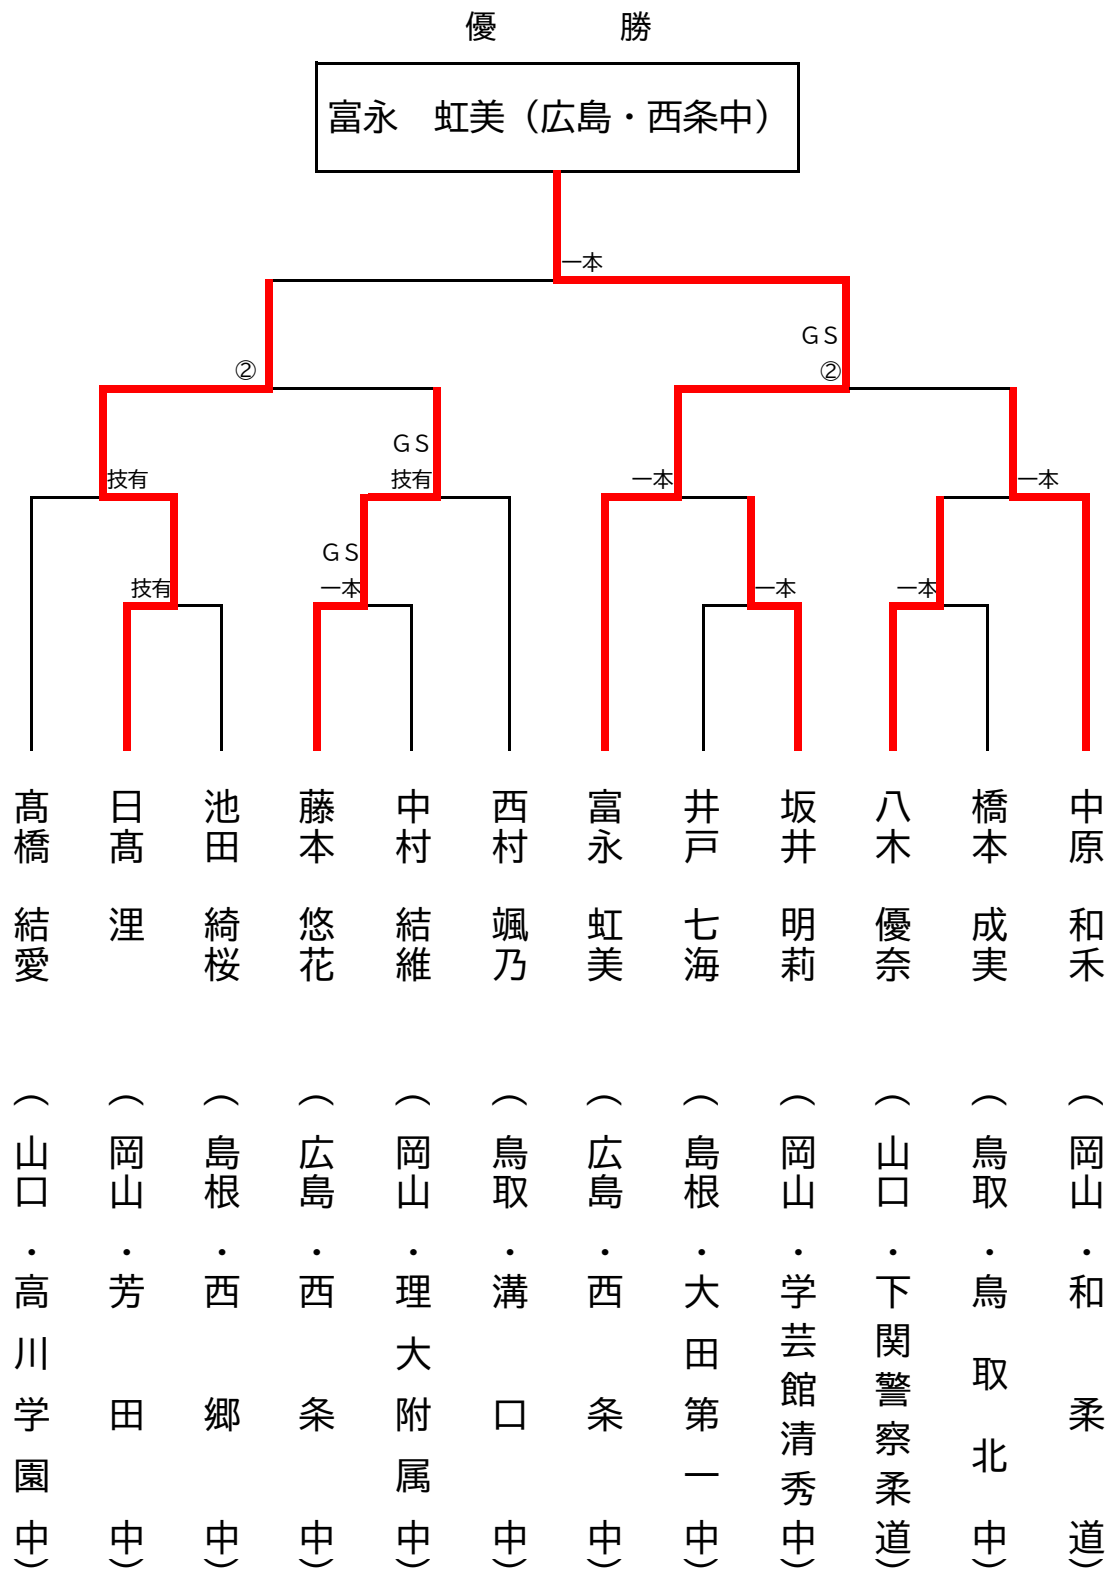 優　勝
富永　虹美（広島・西条中）
一本
ＧＳ
②
②
ＧＳ
技有
技有
一本
一本
ＧＳ
技有
一本
一本
一本
髙橋　結愛（山口・高川学園中）
日髙　浬（岡山・芳田中）
池田　綺桜（島根・西郷中）
藤本　悠花（広島・西条中）
中村　結維（岡山・理大附属中）
西村　颯乃（鳥取・溝口中）
富永　虹美（広島・西条中）
井戸　七海（島根・大田第一中）
坂井　明莉（岡山・学芸館清秀中）
八木　優奈（山口・下関警察柔道）
橋本　成実（鳥取・鳥取北中）
中原　和禾（岡山・和柔道）